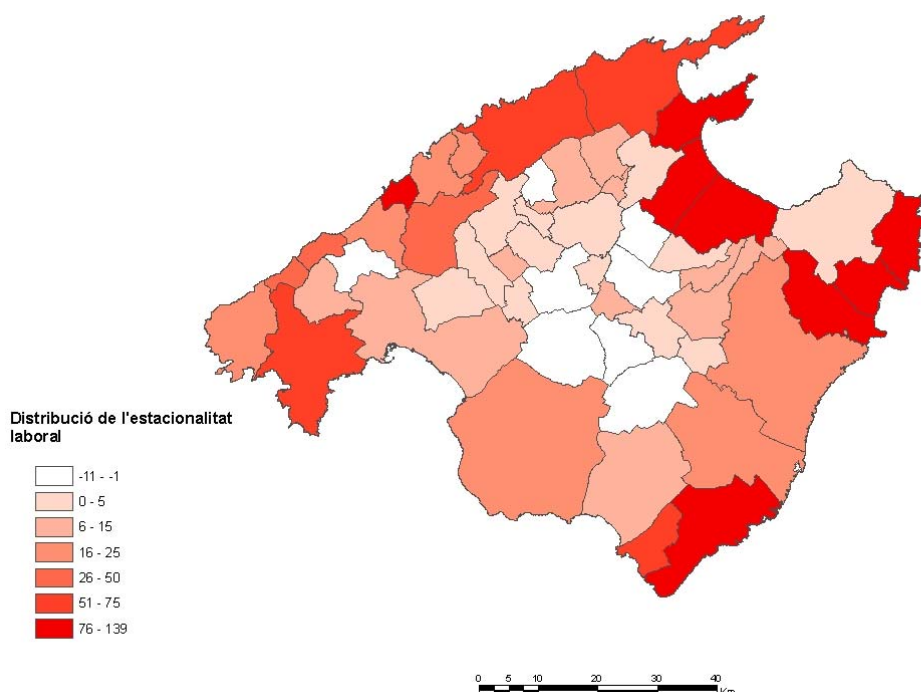 Distribució de l'estacionalitat
laboral
-11 - -1
0 - 5
6 - 15
16 - 25
26 - 50
51 - 75
76 - 139
0 5 10 20 30 40
Km